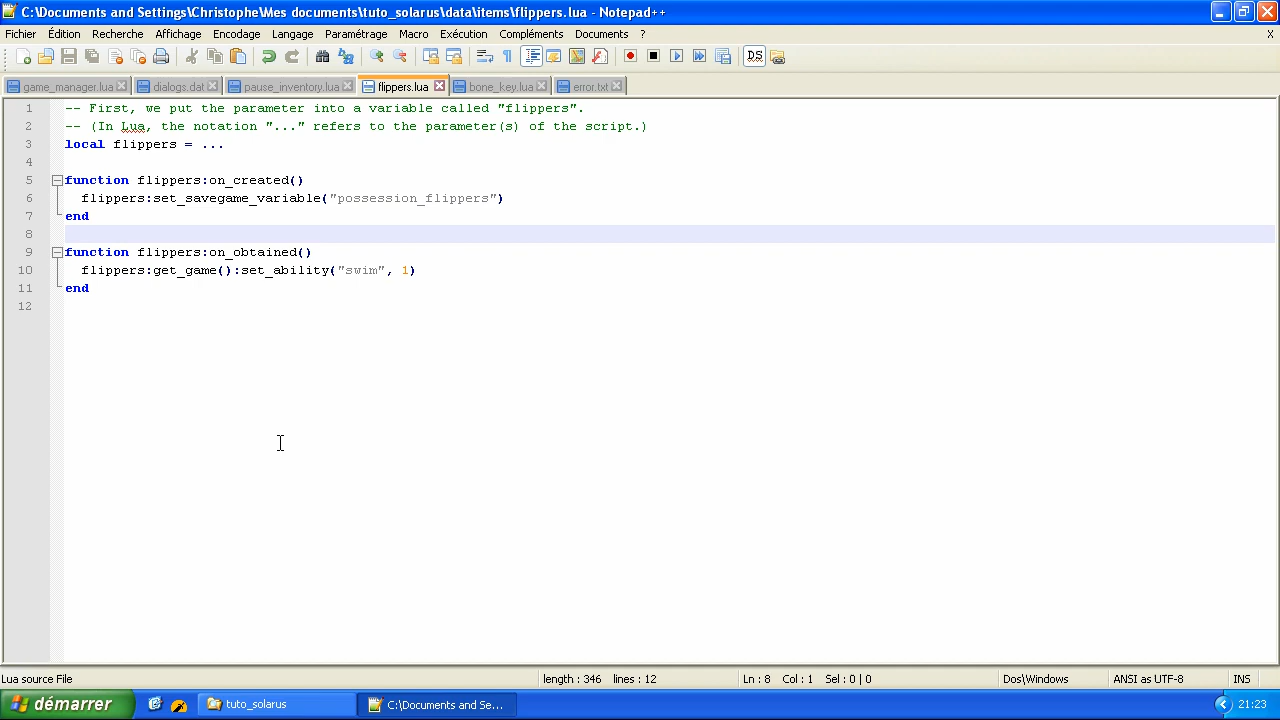 C:\Documents and Settings\Christophe\Mes documents\tuto_solarus\data\items\flippers.lua - Notepad++
Fichier Édition Recherche Affichage Encodage Langage Paramétrage Macro Exécution Compléments Documents ? X
game_manager.lua dialogs.dat pause_inventory.lua flippers.lua bone_key.lua error.txt
1 -- First, we put the parameter into a variable called "flippers".
2 -- (In Lua, the notation "..." refers to the parameter(s) of the script.)
3 local flippers = ...
4
5 function flippers:on_created()
6 flippers:set_savegame_variable("possession_flippers")
7 end
8
9 function flippers:on_obtained()
10 flippers:get_game():set_ability("swim", 1)
11 end
12
Lua source File length : 346 lines : 12 Ln : 8 Col : 1 Sel : 0 | 0 Dos\Windows ANSI as UTF-8 INS
démarrer tuto_solarus C:\Documents and Se... 21:23